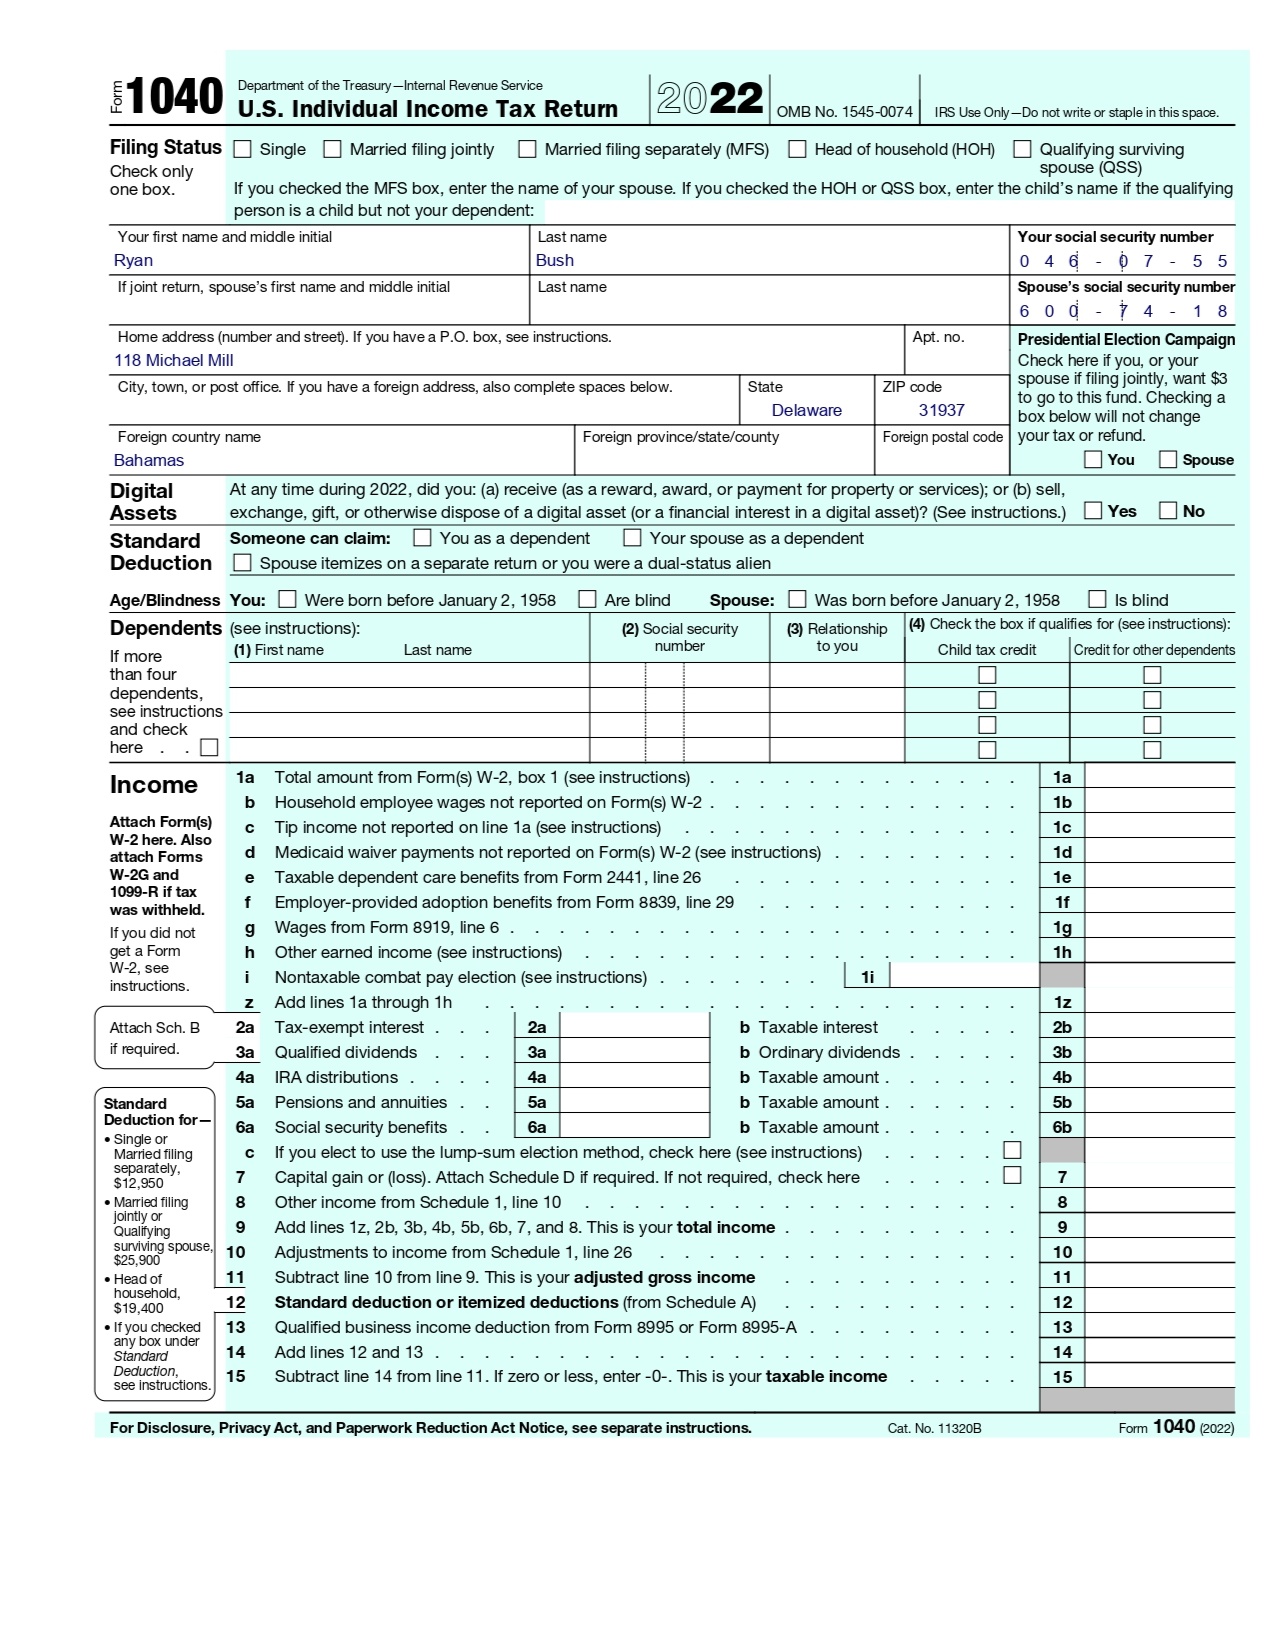 Form 1040 Department of the Treasury—Internal Revenue Service
U.S. Individual Income Tax Return 2022 OMB No. 1545-0074 IRS Use Only—Do not write or staple in this space.
Filing Status Single Married filing jointly Married filing separately (MFS) Head of household (HOH) Qualifying surviving
spouse (QSS)
Check only
one box.
If you checked the MFS box, enter the name of your spouse. If you checked the HOH or QSS box, enter the child's name if the qualifying
person is a child but not your dependent:
Your first name and middle initial Last name Your social security number
Ryan Bush 046-07-55
If joint return, spouse's first name and middle initial Last name Spouse's social security number
600-74-18
Home address (number and street). If you have a P.O. box, see instructions. Apt. no.
118 Michael Mill
City, town, or post office. If you have a foreign address, also complete spaces below. State ZIP code
Delaware 31937
Foreign country name Foreign province/state/county Foreign postal code
Bahamas
Presidential Election Campaign
Check here if you, or your
spouse if filing jointly, want $3
to go to this fund. Checking a
box below will not change
your tax or refund.
You Spouse
Digital
Assets
At any time during 2022, did you: (a) receive (as a reward, award, or payment for property or services); or (b) sell,
exchange, gift, or otherwise dispose of a digital asset (or a financial interest in a digital asset)? (See instructions.) Yes No
Standard
Deduction
Someone can claim: You as a dependent Your spouse as a dependent
Spouse itemizes on a separate return or you were a dual-status alien
Age/Blindness You: Were born before January 2, 1958 Are blind Spouse: Was born before January 2, 1958 Is blind
Dependents (see instructions):
(1) First name Last name
(2) Social security
number
(3) Relationship
to you
(4) Check the box if qualifies for (see instructions):
Child tax credit Credit for other dependents
If more
than four
dependents,
see instructions
and check
here . .
Income
Attach Form(s)
W-2 here. Also
attach Forms
W-2G and
1099-R if tax
was withheld.
If you did not
get a Form
W-2, see
instructions.
1a Total amount from Form(s) W-2, box 1 (see instructions) . . . . . . . . . . . . . 1a
b Household employee wages not reported on Form(s) W-2 . . . . . . . . . . . . . 1b
c Tip income not reported on line 1a (see instructions) . . . . . . . . . . . . . . 1c
d Medicaid waiver payments not reported on Form(s) W-2 (see instructions) . . . . . . . . 1d
e Taxable dependent care benefits from Form 2441, line 26 . . . . . . . . . . . . 1e
f Employer-provided adoption benefits from Form 8839, line 29 . . . . . . . . . . . 1f
g Wages from Form 8919, line 6 . . . . . . . . . . . . . . . . . . . . . 1g
h Other earned income (see instructions) . . . . . . . . . . . . . . . . . . 1h
i Nontaxable combat pay election (see instructions) . . . . . . . 1i
z Add lines 1a through 1h . . . . . . . . . . . . . . . . . . . . . . 1z
Attach Sch. B
if required.
2a Tax-exempt interest . . . 2a b Taxable interest . . . . . 2b
3a Qualified dividends . . . 3a b Ordinary dividends . . . . . 3b
4a IRA distributions . . . . 4a b Taxable amount . . . . . . 4b
5a Pensions and annuities . . 5a b Taxable amount . . . . . . 5b
6a Social security benefits . . 6a b Taxable amount . . . . . . 6b
c If you elect to use the lump-sum election method, check here (see instructions) . . . . .
7 Capital gain or (loss). Attach Schedule D if required. If not required, check here . . . . . 7
8 Other income from Schedule 1, line 10 . . . . . . . . . . . . . . . . . . 8
9 Add lines 1z, 2b, 3b, 4b, 5b, 6b, 7, and 8. This is your total income . . . . . . . . . . 9
10 Adjustments to income from Schedule 1, line 26 . . . . . . . . . . . . . . . 10
11 Subtract line 10 from line 9. This is your adjusted gross income . . . . . . . . . . 11
12 Standard deduction or itemized deductions (from Schedule A) . . . . . . . . . . 12
13 Qualified business income deduction from Form 8995 or Form 8995-A . . . . . . . . . 13
14 Add lines 12 and 13 . . . . . . . . . . . . . . . . . . . . . . . . 14
15 Subtract line 14 from line 11. If zero or less, enter -0-. This is your taxable income . . . . . 15
Standard
Deduction for—
• Single or
Married filing
separately,
$12,950
• Married filing
jointly or
Qualifying
surviving spouse,
$25,900
• Head of
household,
$19,400
• If you checked
any box under
Standard
Deduction,
see instructions.
For Disclosure, Privacy Act, and Paperwork Reduction Act Notice, see separate instructions. Cat. No. 11320B Form 1040 (2022)